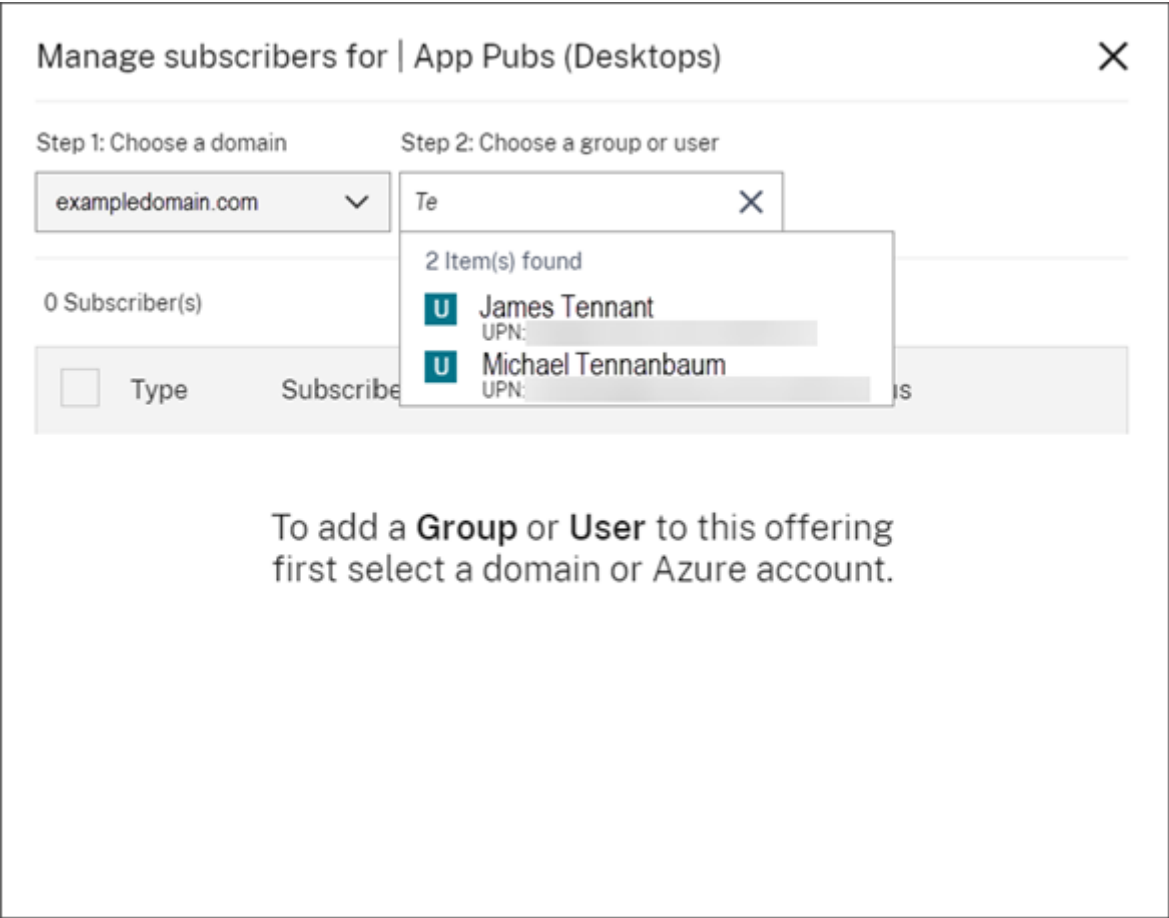 Manage subscribers for | App Pubs (Desktops)
Step 1: Choose a domain
Step 2: Choose a group or user
exampledomain.com
Te
2 Item(s) found
U James Tennant
UPN:
U Michael Tennanbaum
UPN:
0 Subscriber(s)
Type
To add a Group or User to this offering
first select a domain or Azure account.